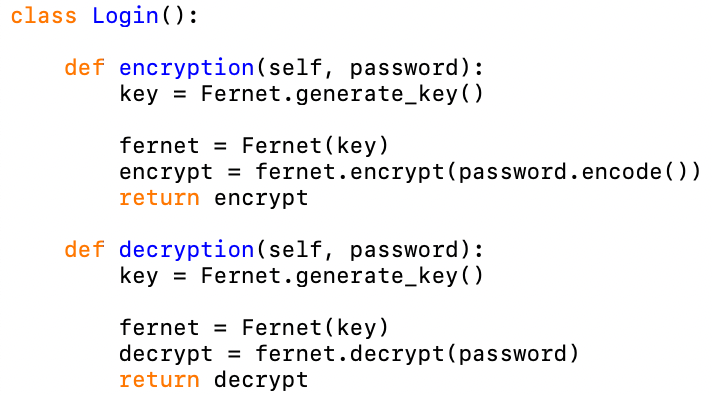 class Login():
    def encryption(self, password):
        key = Fernet.generate_key()
        fernet = Fernet(key)
        encrypt = fernet.encrypt(password.encode())
        return encrypt
    def decryption(self, password):
        key = Fernet.generate_key()
        fernet = Fernet(key)
        decrypt = fernet.decrypt(password)
        return decrypt